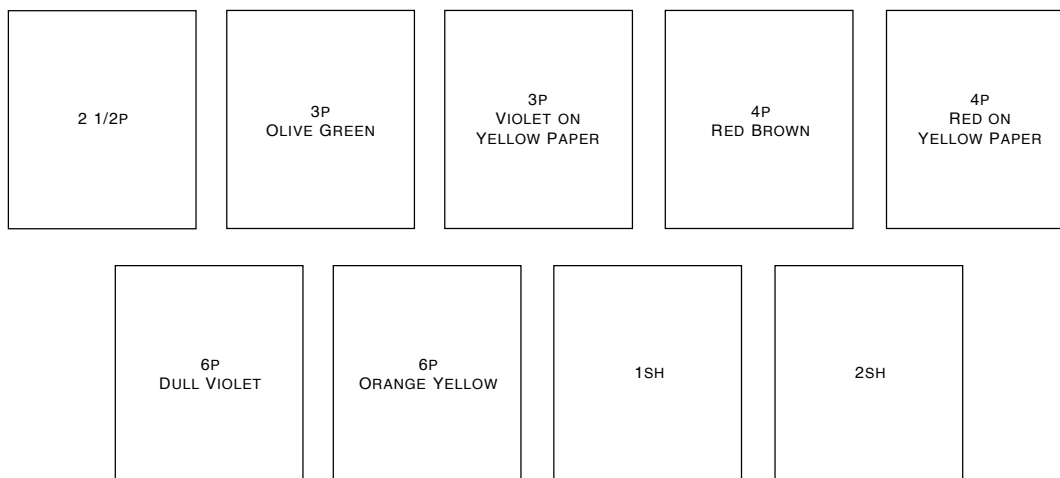 2 1/2P
3P
OLIVE GREEN
3P
VIOLET ON
YELLOW PAPER
4P
RED BROWN
4P
RED ON
YELLOW PAPER
6P
DULL VIOLET
6P
ORANGE YELLOW
1SH
2SH